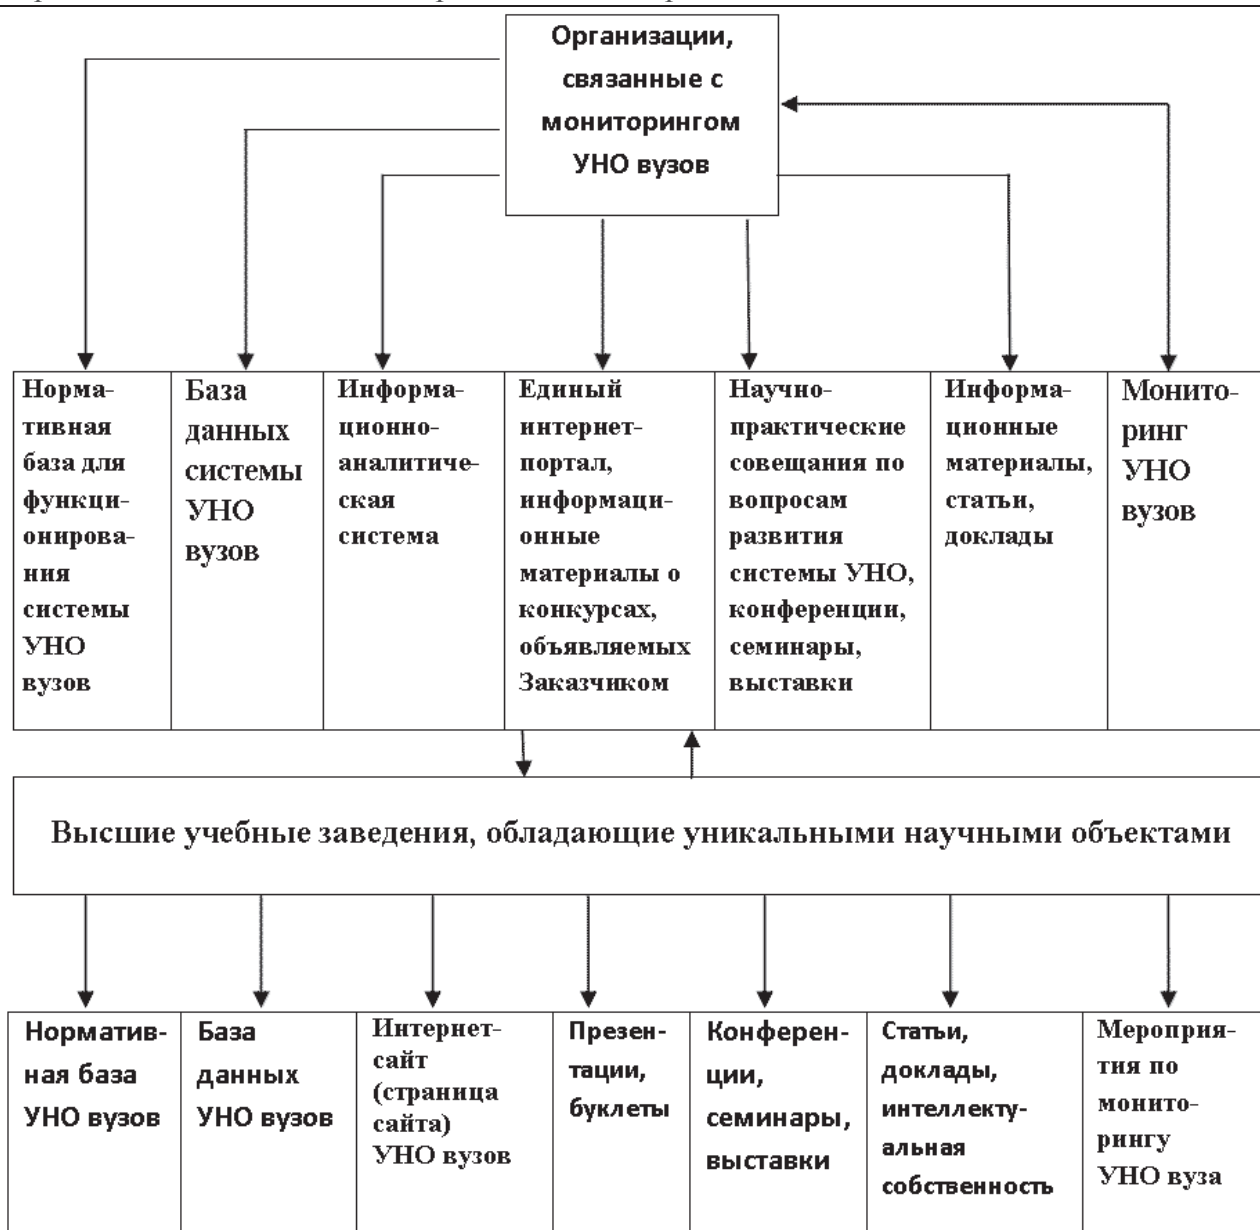 Организации,
связанные с
мониторингом
УНО вузов
Норма-
тивная
база для
функци-
онирова-
ния
системы
УНО
вузов
База
данных
системы
УНО
вузов
Информа-
ционно-
аналитиче-
ская
система
Единый
интернет-
портал,
информаци-
онные
материалы о
конкурсах,
объявляемых
Заказчиком
Научно-
практические
совещания по
вопросам
развития
системы УНО,
конференции,
семинары,
выставки
Информа-
ционные
материалы,
статьи,
доклады
Монито-
ринг
УНО
вузов
Высшие учебные заведения, обладающие уникальными научными объектами
Норматив-
ная база
УНО вузов
База
данных
УНО вузов
Интернет-
сайт
(страница
сайта)
УНО вузов
Презен-
тации,
буклеты
Конферен-
ции,
семинары,
выставки
Статьи,
доклады,
интеллекту-
альная
собственность
Мероприя-
тия по
монито-
рингу
УНО вуза